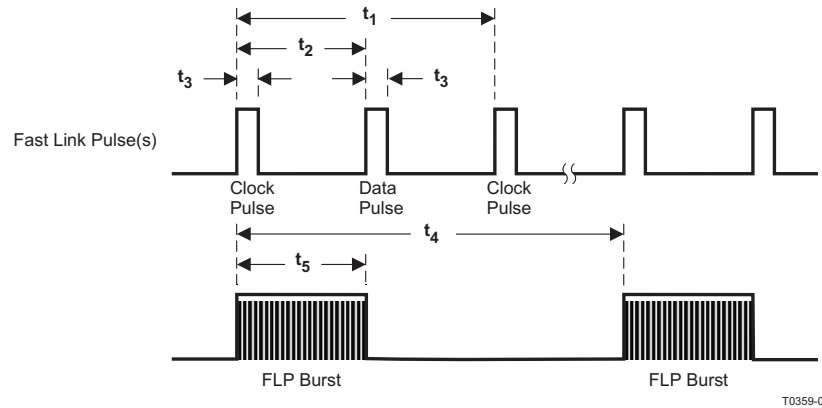 t1
t2
t3
t3
Fast Link Pulse(s)
Clock
Pulse
Data
Pulse
Clock
Pulse
t4
t5
FLP Burst
FLP Burst